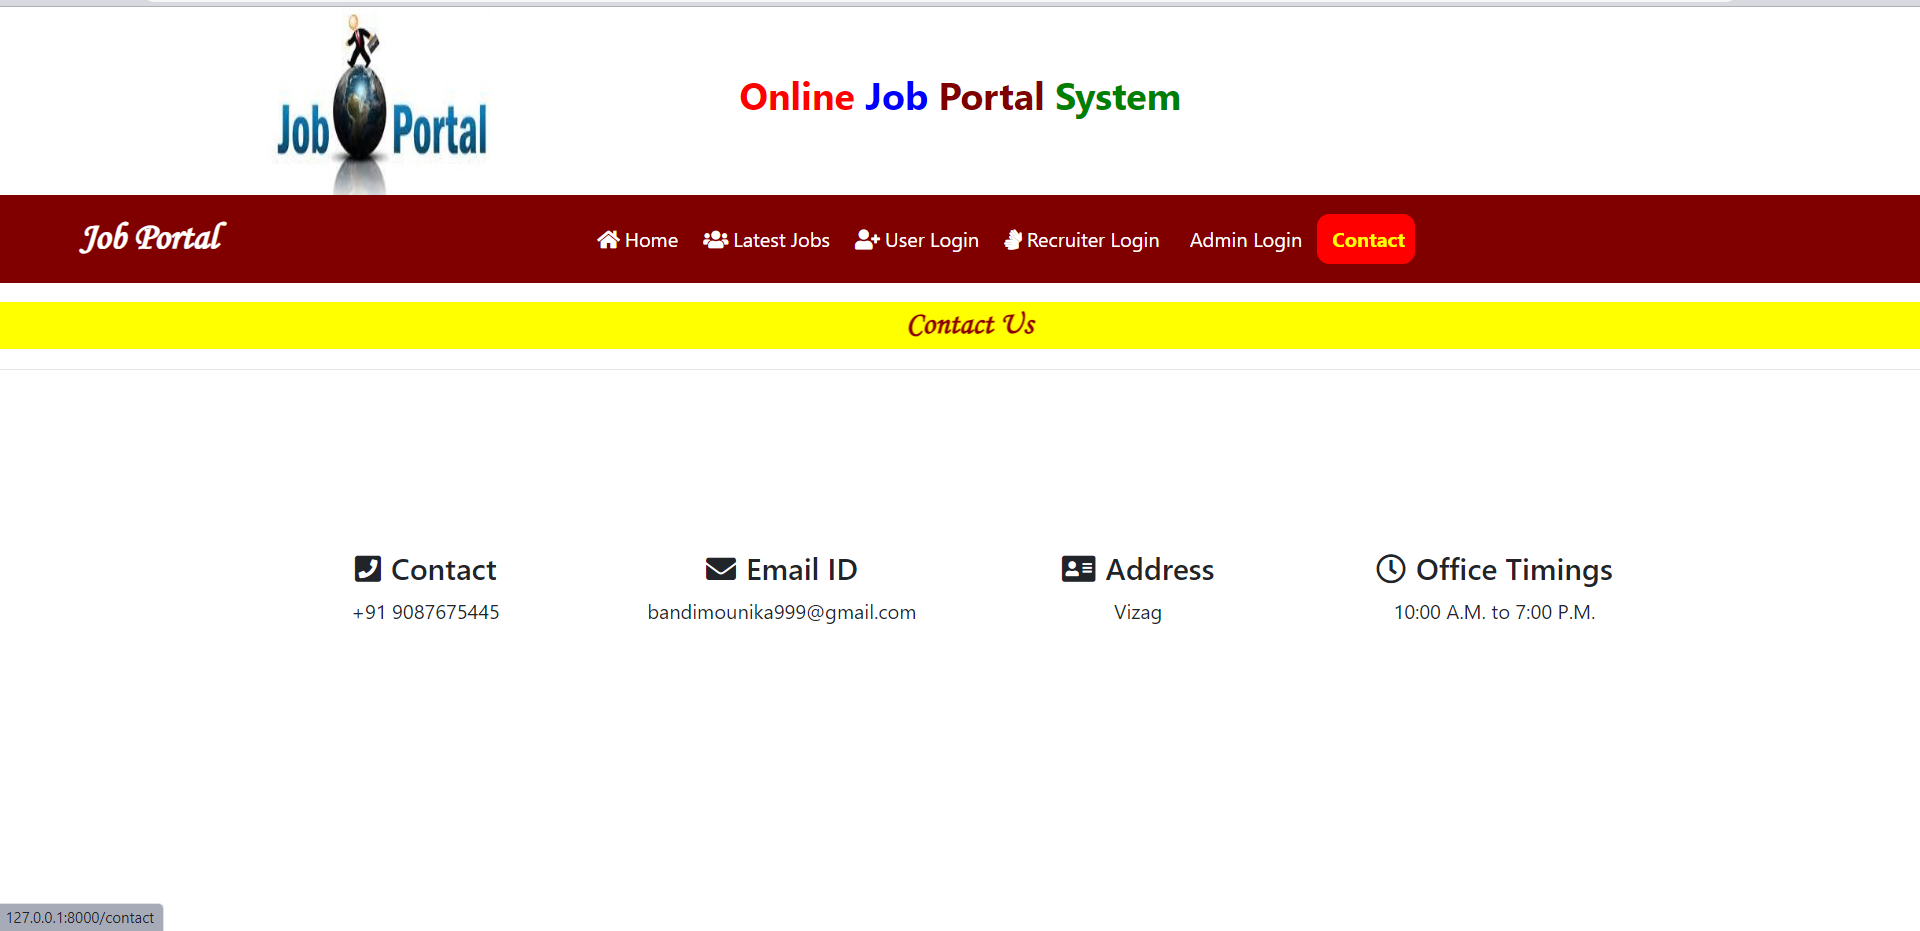 Job Portal
Online Job Portal System
Job Portal
Home Latest Jobs User Login Recruiter Login Admin Login Contact
Contact Us
Contact Email ID Address Office Timings
+91 9087675445 bandimounika999@gmail.com Vizag 10:00 A.M. to 7:00 P.M.
127.0.0.1:8000/contact